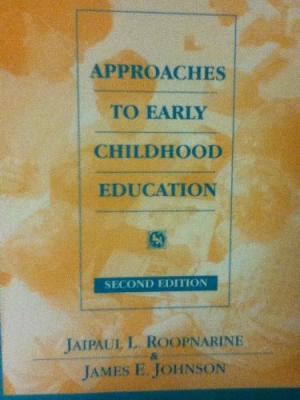 APPROACHES
TO EARLY
CHILDHOOD
EDUCATION
SECOND EDITION
JAIPAUL L. ROOPNARINE
&
JAMES E. JOHNSON